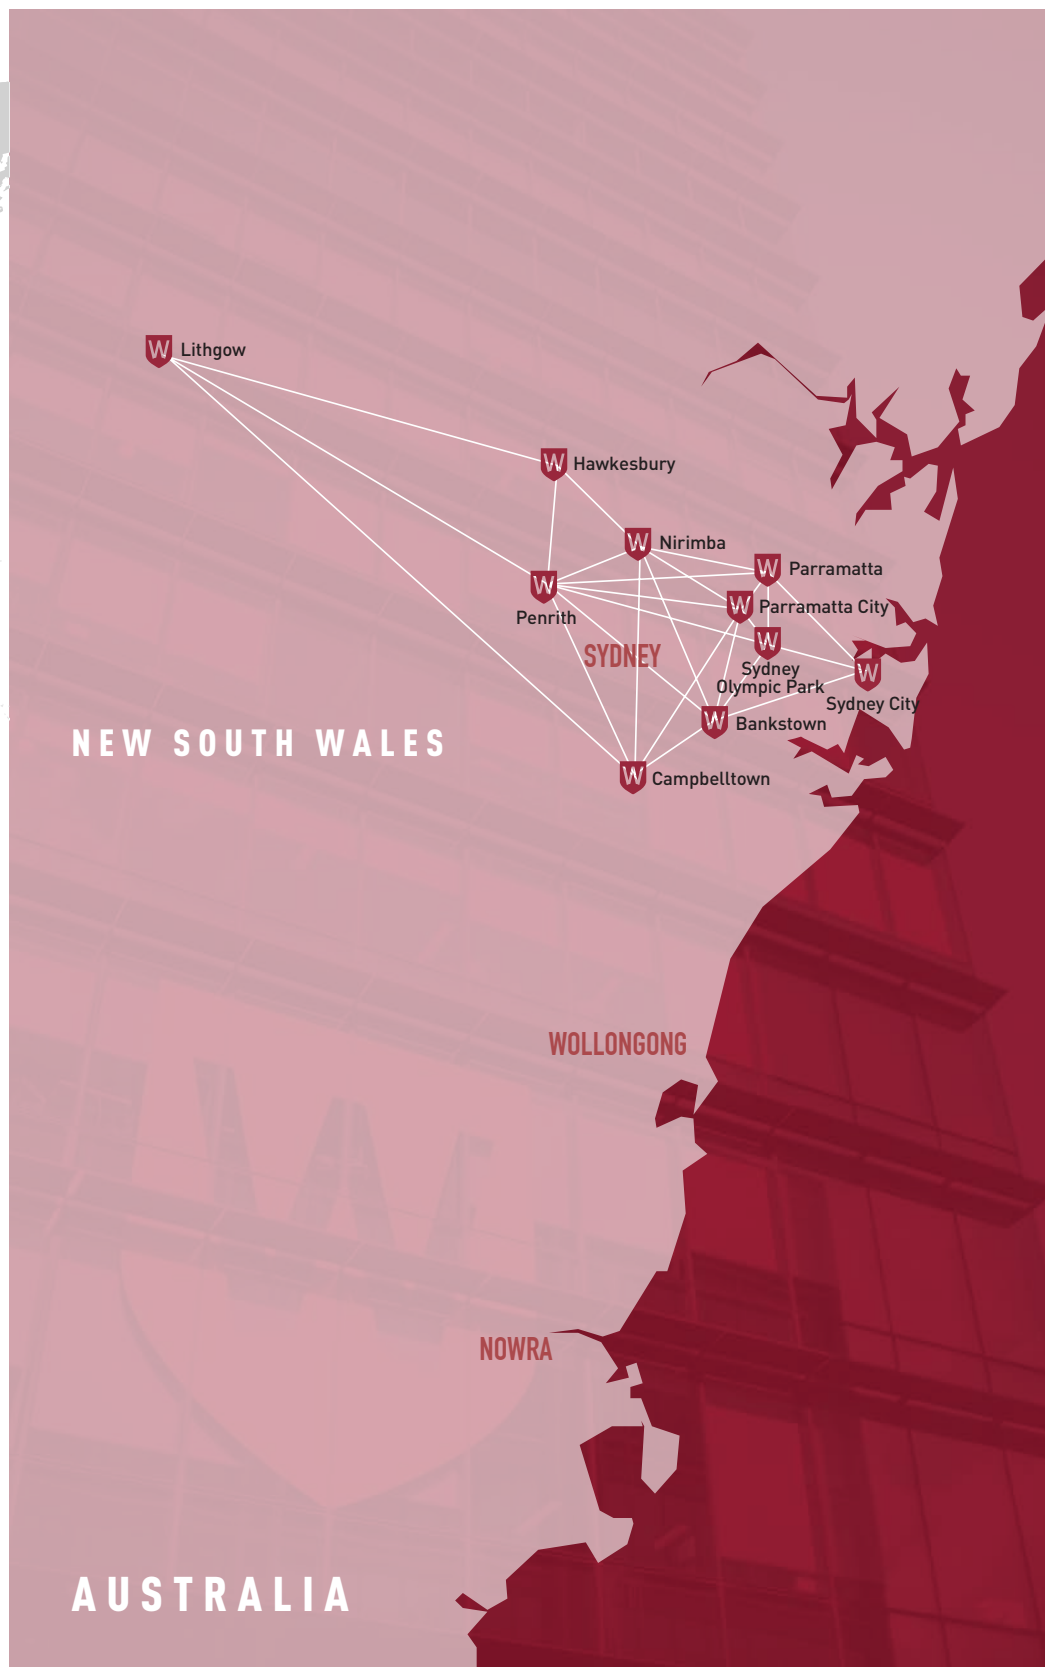 W Lithgow
W Hawkesbury
W Nirimba
W Parramatta
W
Penrith
W Parramatta City
SYDNEY
W
Sydney
Olympic Park
W
Sydney City
W Bankstown
NEW SOUTH WALES
W Campbelltown
WOLLONGONG
W
NOWRA
AUSTRALIA